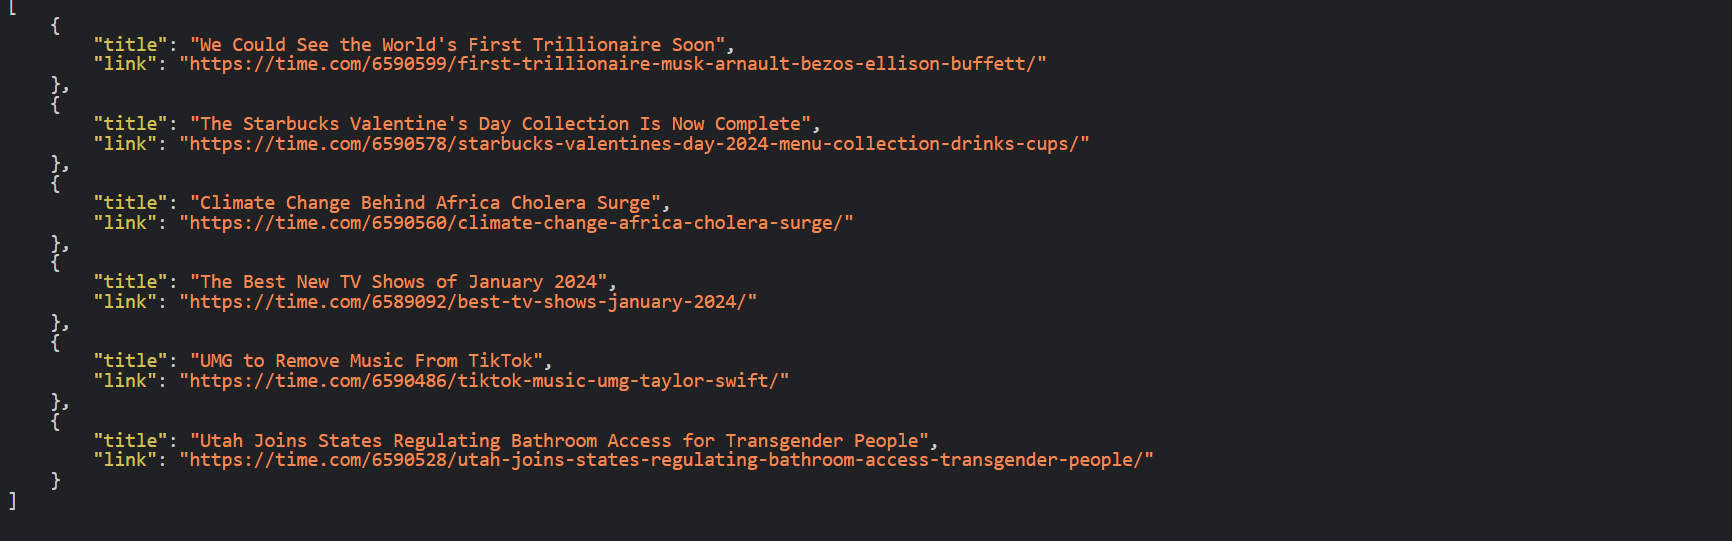 [
    {
        "title": "We Could See the World's First Trillionaire Soon",
        "link": "https://time.com/6590599/first-trillionaire-musk-arnault-bezos-ellison-buffett/"
    },
    {
        "title": "The Starbucks Valentine's Day Collection Is Now Complete",
        "link": "https://time.com/6590578/starbucks-valentines-day-2024-menu-collection-drinks-cups/"
    },
    {
        "title": "Climate Change Behind Africa Cholera Surge",
        "link": "https://time.com/6590560/climate-change-africa-cholera-surge/"
    },
    {
        "title": "The Best New TV Shows of January 2024",
        "link": "https://time.com/6589092/best-tv-shows-january-2024/"
    },
    {
        "title": "UMG to Remove Music From TikTok",
        "link": "https://time.com/6590486/tiktok-music-umg-taylor-swift/"
    },
    {
        "title": "Utah Joins States Regulating Bathroom Access for Transgender People",
        "link": "https://time.com/6590528/utah-joins-states-regulating-bathroom-access-transgender-people/"
    }
]